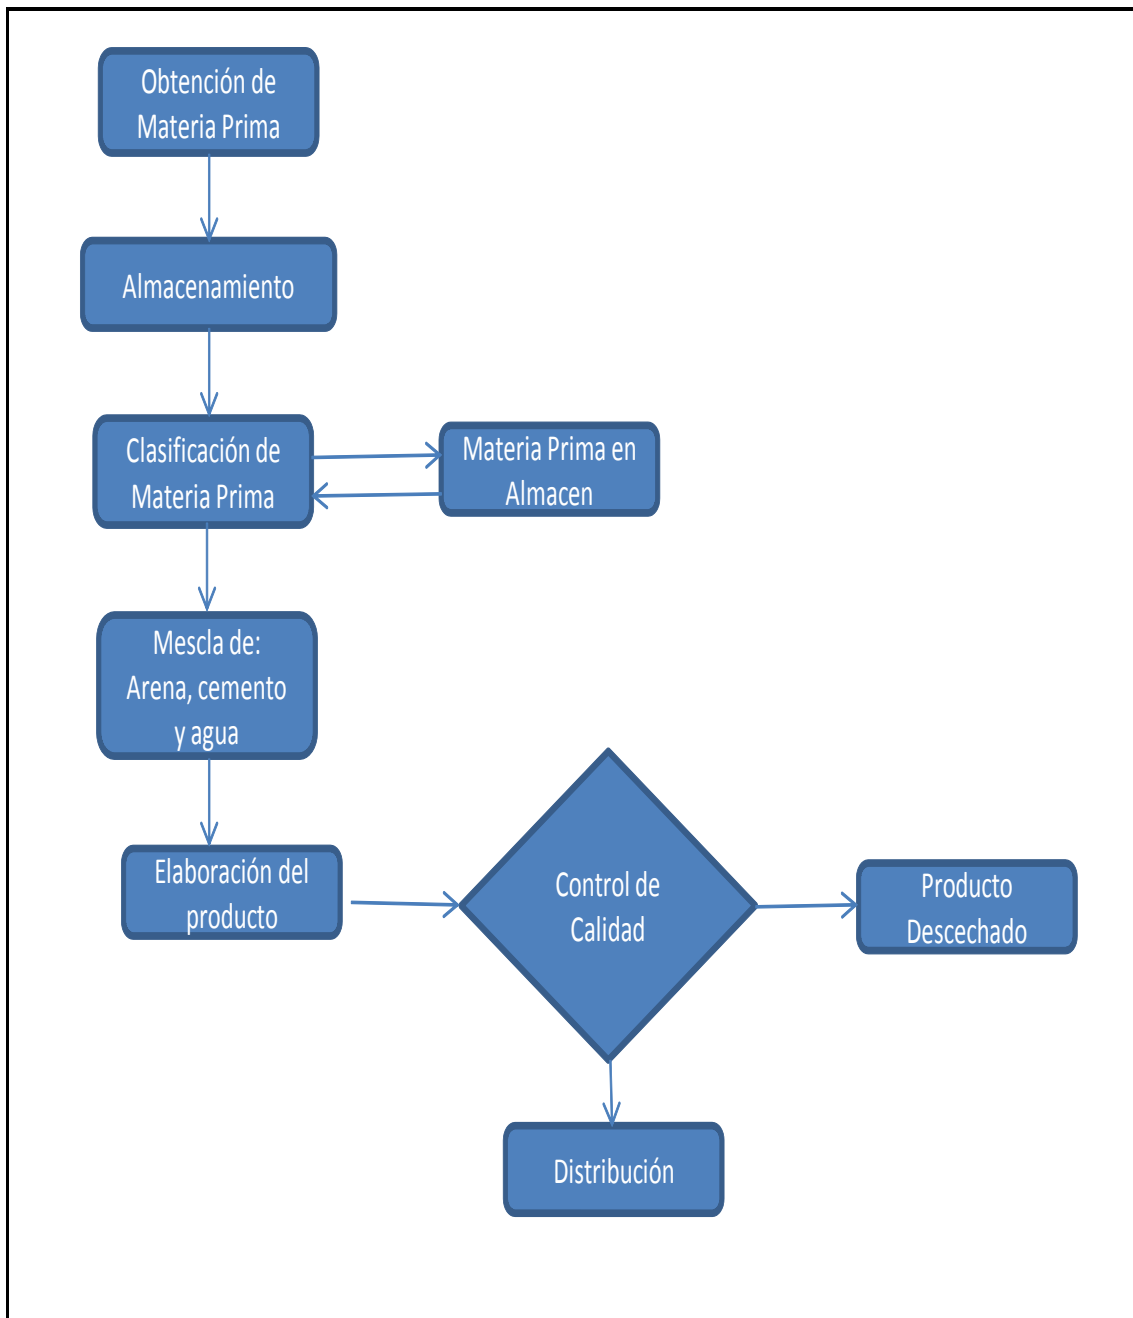 Obtención de
Materia Prima
Almacenamiento
Clasificación de
Materia Prima
Materia Prima en
Almacen
Mescla de:
Arena, cemento
y agua
Elaboración del
producto
Control de
Calidad
Producto
Descechado
Distribución